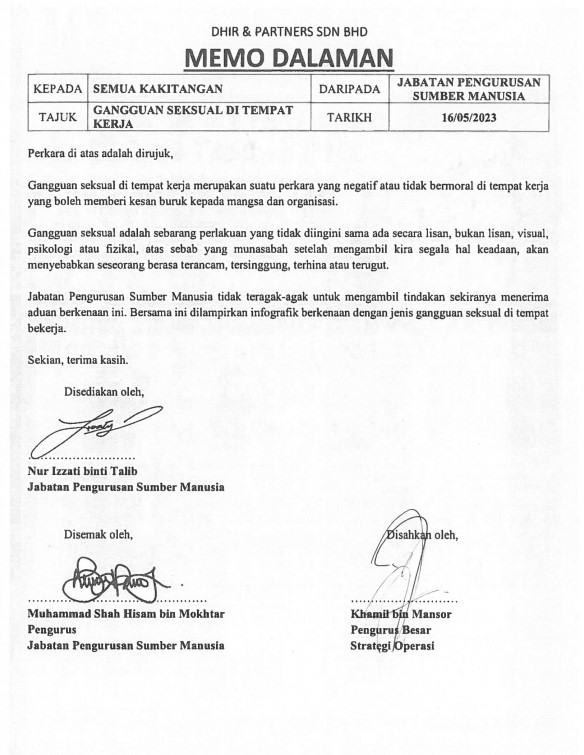 DHIR & PARTNERS SDN BHD
MEMO DALAMAN
KEPADA SEMUA KAKITANGAN DARIPADA JABATAN PENGURUSAN SUMBER MANUSIA
TAJUK GANGGUAN SEKSUAL DI TEMPAT KERJA TARIKH 16/05/2023
Perkara di atas adalah dirujuk,
Gangguan seksual di tempat kerja merupakan suatu perkara yang negatif atau tidak bermoral di tempat kerja
yang boleh memberi kesan buruk kepada mangsa dan organisasi.
Gangguan seksual adalah sebarang perlakuan yang tidak diingini sama ada secara lisan, bukan lisan, visual,
psikologi atau fizikal, atas sebab yang munasabah setelah mengambil kira segala hal keadaan, akan
menyebabkan seseorang berasa terancam, tersinggung, terhina atau terugut.
Jabatan Pengurusan Sumber Manusia tidak teragak-agak untuk mengambil tindakan sekiranya menerima
aduan berkenaan ini. Bersama ini dilampirkan infografik berkenaan dengan jenis gangguan seksual di tempat
bekerja.
Sekian, terima kasih.
Disediakan oleh,
Nur Izzati binti Talib
Jabatan Pengurusan Sumber Manusia
Disemak oleh,
Muhammad Shah Hisam bin Mokhtar
Pengurus
Jabatan Pengurusan Sumber Manusia
Disahkan oleh,
Khamil bin Mansor
Pengurus Besar
Strategi Operasi